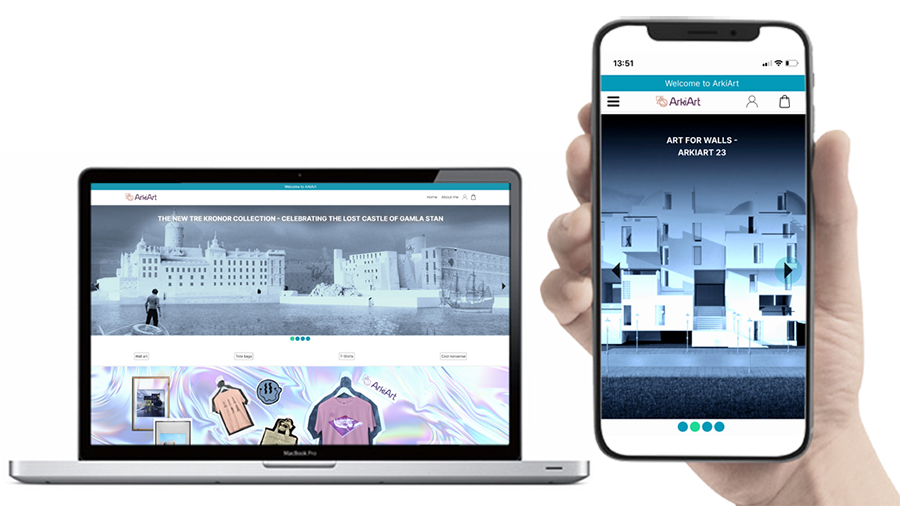 Welcome to ArkiArt
ArkiArt
Home About me
THE NEW TRE KRONOR COLLECTION - CELEBRATING THE LOST CASTLE OF GAMLA STAN
Wall art Tote bags T-Shirts Cool nonsense
ArkiArt
MacBook Pro
13:51
Welcome to ArkiArt
ArkiArt
ART FOR WALLS -
ARKIART 23